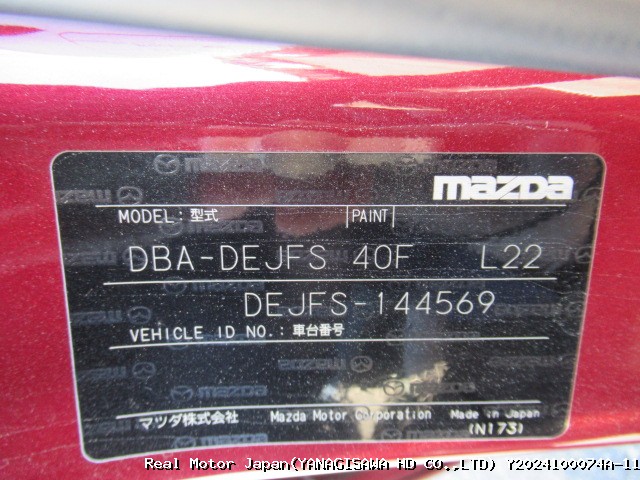 mazda
MODEL: 型式 PAINT
DBA-DEJFS 40F L22
DEJFS-144569
VEHICLE ID NO.: 車台番号
マツダ株式会社 Mazda Motor Corporation Made in Japan
(N173)
Real Motor Japan(YANAGISAWA HD CO.,LTD) Y2024100074A-11